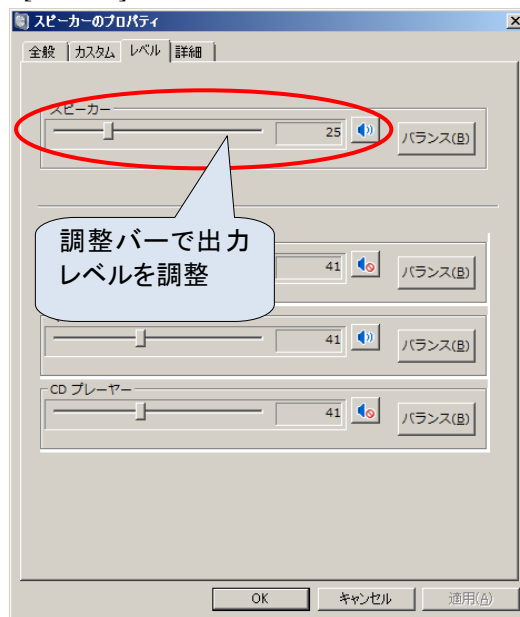 スピーカーのプロパティ
全般 カスタム レベル 詳細
スピーカー
25 バランス(B)
調整バーで出力
レベルを調整
41 バランス(B)
41 バランス(B)
CD プレーヤー
41 バランス(B)
OK キャンセル 適用(A)